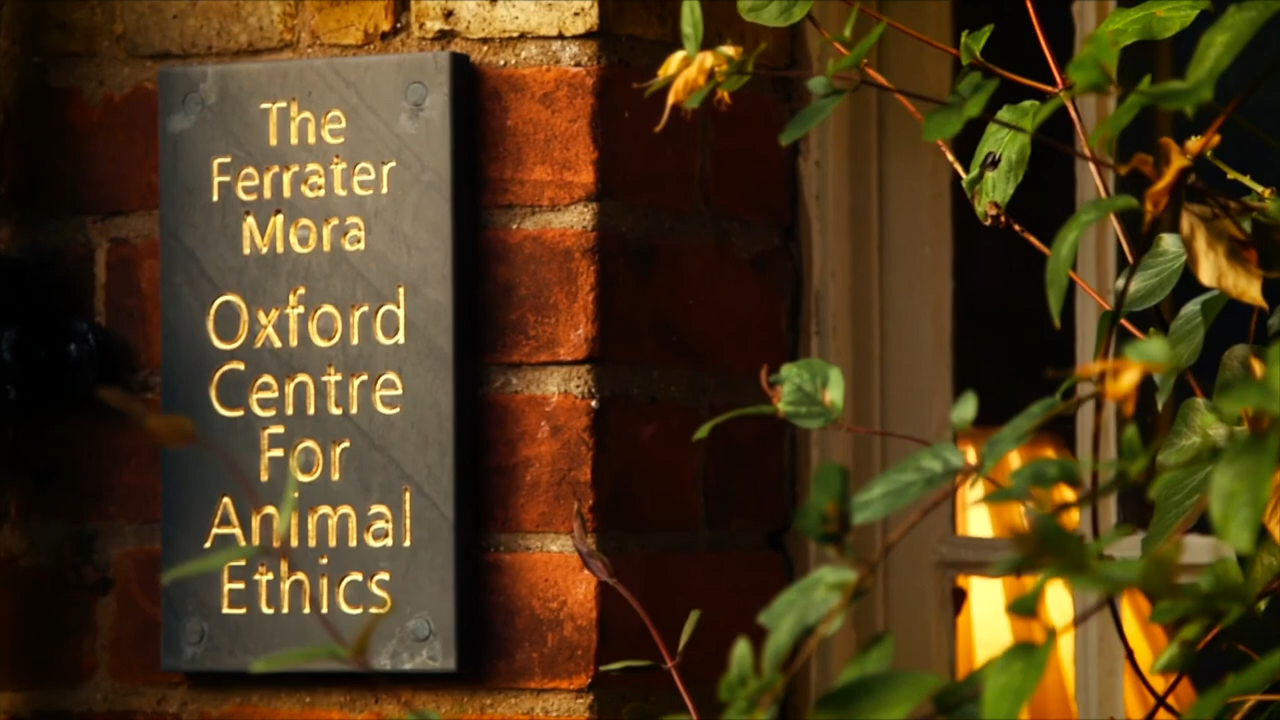 The
Ferrater
Mora
Oxford
Centre
For
Animal
Ethics